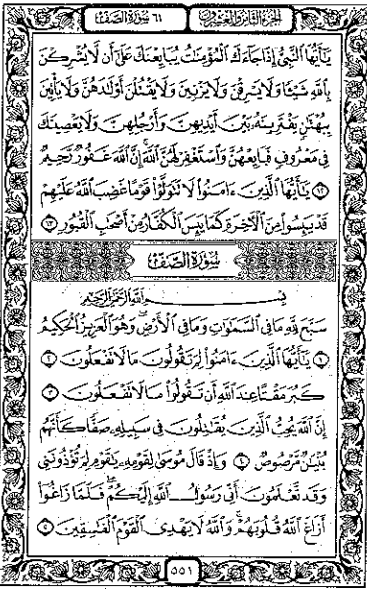 الجزء الثامن والعشرون
٦١ سورة الصف
يَـٰٓأَيُّهَا ٱلنَّبِىُّ إِذَا جَآءَكَ ٱلْمُؤْمِنَـٰتُ يُبَايِعْنَكَ عَلَىٰٓ أَن لَّا يُشْرِكْنَ
بِٱللَّهِ شَيْـًٔا وَلَا يَسْرِقْنَ وَلَا يَزْنِينَ وَلَا يَقْتُلْنَ أَوْلَـٰدَهُنَّ وَلَا يَأْتِينَ
بِبُهْتَـٰنٍ يَفْتَرِينَهُۥ بَيْنَ أَيْدِيهِنَّ وَأَرْجُلِهِنَّ وَلَا يَعْصِينَكَ
فِى مَعْرُوفٍ فَبَايِعْهُنَّ وَٱسْتَغْفِرْ لَهُنَّ ٱللَّهَ إِنَّ ٱللَّهَ غَفُورٌ رَّحِيمٌ
١٢ يَـٰٓأَيُّهَا ٱلَّذِينَ ءَامَنُوا۟ لَا تَتَوَلَّوْا۟ قَوْمًا غَضِبَ ٱللَّهُ عَلَيْهِمْ
قَدْ يَئِسُوا۟ مِنَ ٱلْـَٔاخِرَةِ كَمَا يَئِسَ ٱلْكُفَّارُ مِنْ أَصْحَـٰبِ ٱلْقُبُورِ ١٣
سورة الصف
بِسْمِ ٱللَّهِ ٱلرَّحْمَـٰنِ ٱلرَّحِيمِ
سَبَّحَ لِلَّهِ مَا فِى ٱلسَّمَـٰوَٰتِ وَمَا فِى ٱلْأَرْضِ وَهُوَ ٱلْعَزِيزُ ٱلْحَكِيمُ
١ يَـٰٓأَيُّهَا ٱلَّذِينَ ءَامَنُوا۟ لِمَ تَقُولُونَ مَا لَا تَفْعَلُونَ ٢
كَبُرَ مَقْتًا عِندَ ٱللَّهِ أَن تَقُولُوا۟ مَا لَا تَفْعَلُونَ ٣
إِنَّ ٱللَّهَ يُحِبُّ ٱلَّذِينَ يُقَـٰتِلُونَ فِى سَبِيلِهِۦ صَفًّا كَأَنَّهُم
بُنْيَـٰنٌ مَّرْصُوصٌ ٤ وَإِذْ قَالَ مُوسَىٰ لِقَوْمِهِۦ يَـٰقَوْمِ لِمَ تُؤْذُونَنِى
وَقَد تَّعْلَمُونَ أَنِّى رَسُولُ ٱللَّهِ إِلَيْكُمْ فَلَمَّا زَاغُوٓا۟
أَزَاغَ ٱللَّهُ قُلُوبَهُمْ وَٱللَّهُ لَا يَهْدِى ٱلْقَوْمَ ٱلْفَـٰسِقِينَ ٥
٥٥١